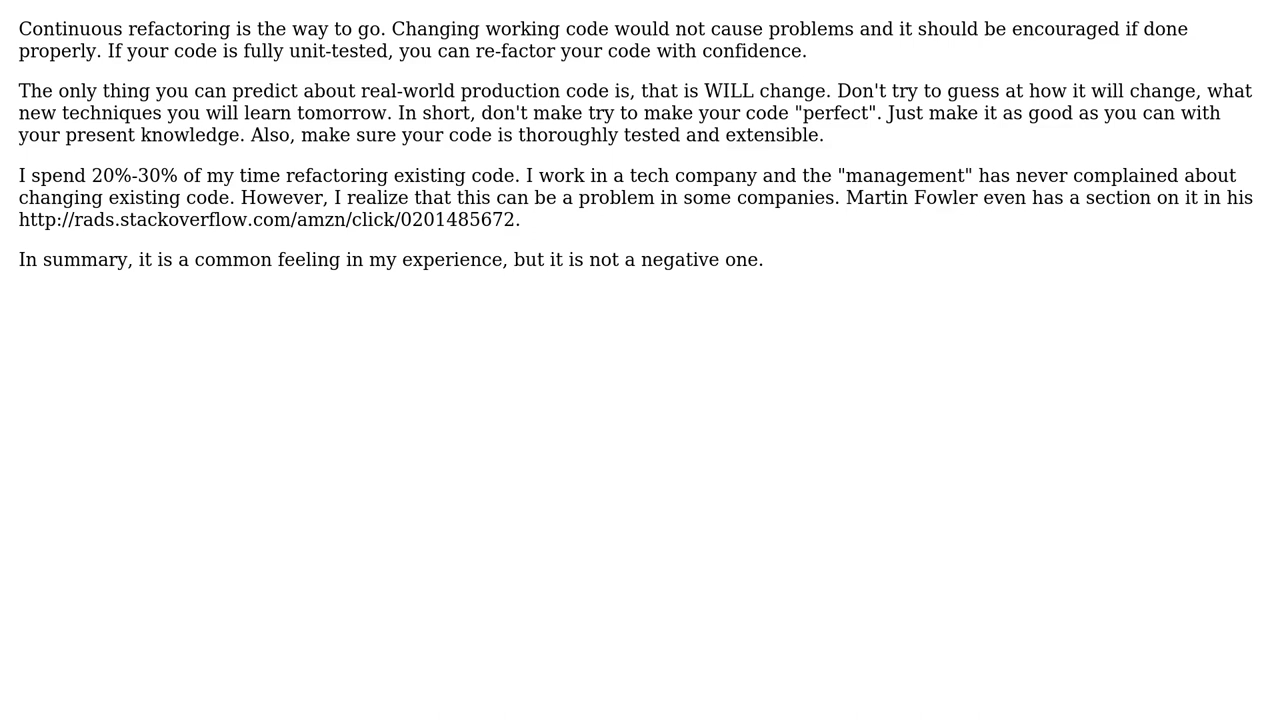 Continuous refactoring is the way to go. Changing working code would not cause problems and it should be encouraged if done
properly. If your code is fully unit-tested, you can re-factor your code with confidence.
The only thing you can predict about real-world production code is, that is WILL change. Don't try to guess at how it will change, what
new techniques you will learn tomorrow. In short, don't make try to make your code "perfect". Just make it as good as you can with
your present knowledge. Also, make sure your code is thoroughly tested and extensible.
I spend 20%-30% of my time refactoring existing code. I work in a tech company and the "management" has never complained about
changing existing code. However, I realize that this can be a problem in some companies. Martin Fowler even has a section on it in his
http://rads.stackoverflow.com/amzn/click/0201485672.
In summary, it is a common feeling in my experience, but it is not a negative one.